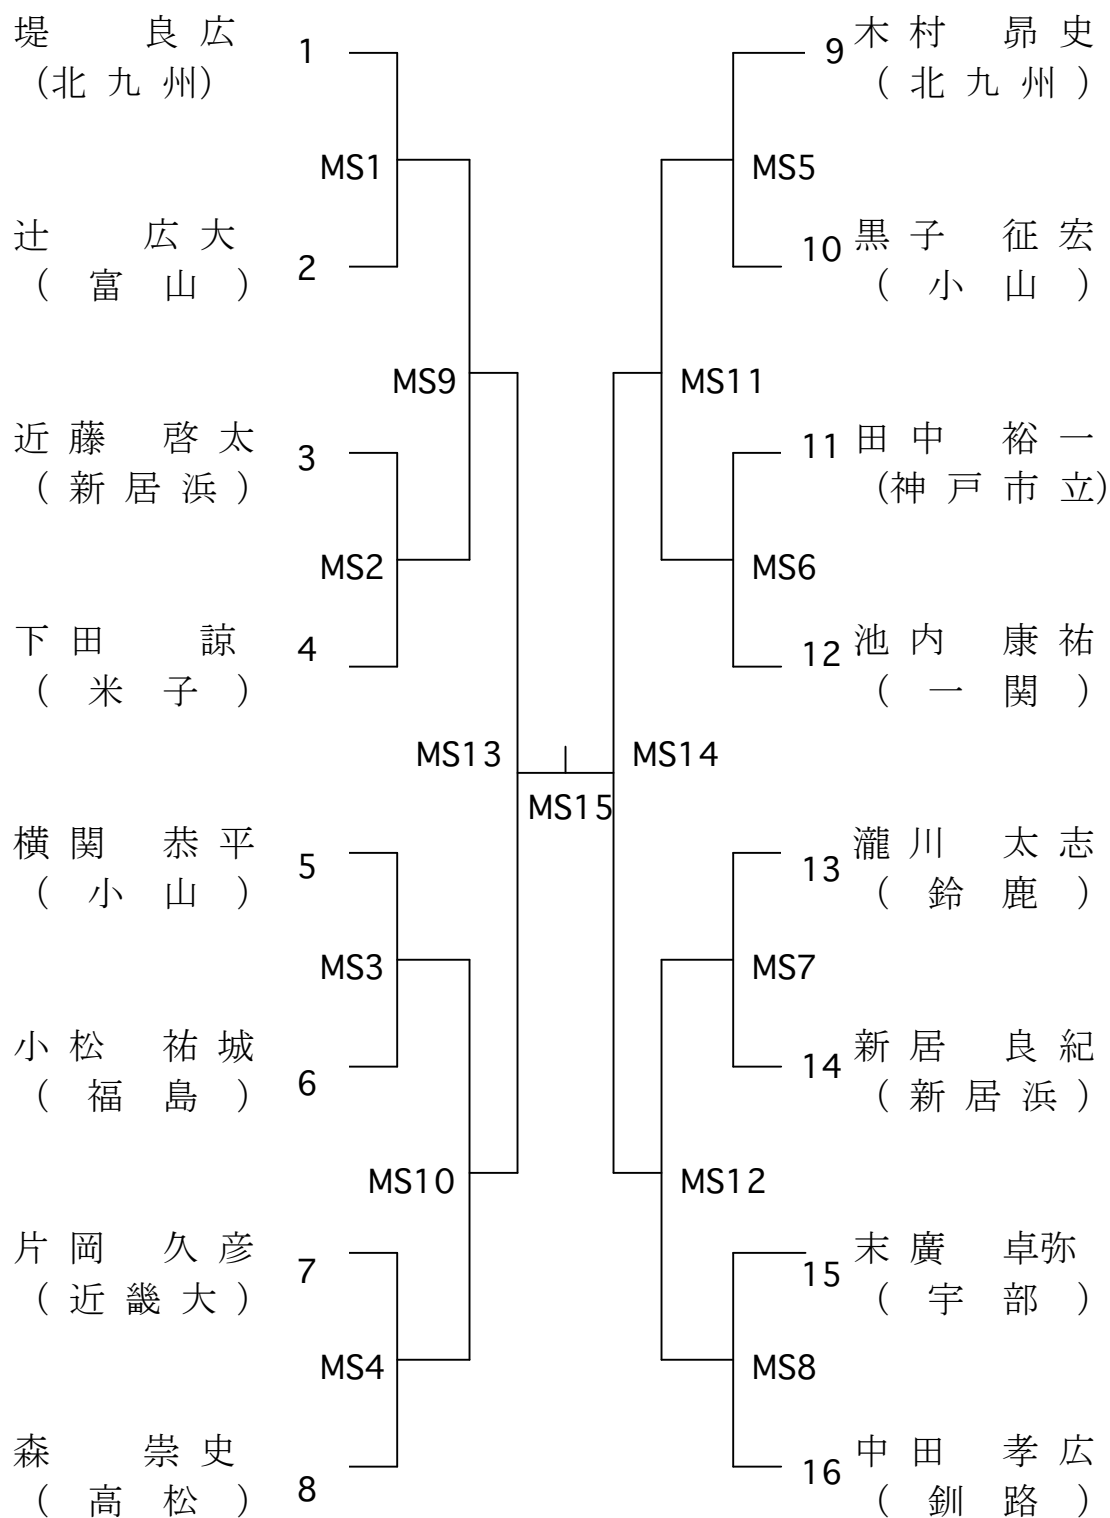 堤 良広
1
(北九州)
MS1
辻 広大
2
(富山)
MS9
近藤 啓太
3
(新居浜)
MS2
下田 諒
4
(米子)
MS13
横関 恭平
5
(小山)
MS3
小松 祐城
6
(福島)
MS10
片岡 久彦
7
(近畿大)
MS4
森 崇史
8
(高松)
MS15
9
木村 昴史
(北九州)
MS5
10
黒子 征宏
(小山)
MS11
11
田中 裕一
(神戸市立)
MS6
12
池内 康祐
(一関)
MS14
13
瀧川 太志
(鈴鹿)
MS7
14
新居 良紀
(新居浜)
MS12
15
末廣 卓弥
(宇部)
MS8
16
中田 孝広
(釧路)